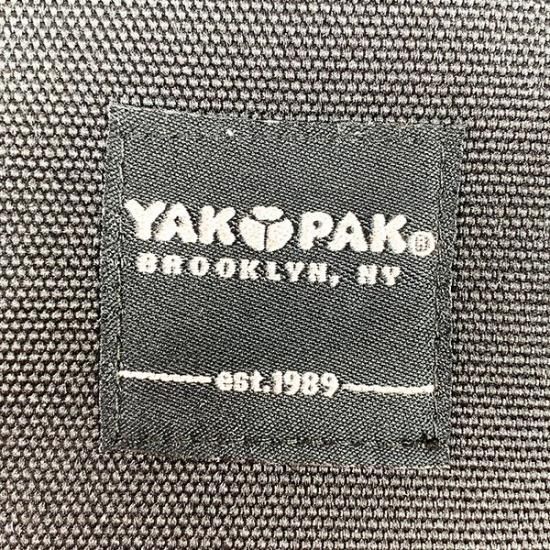 YAK PAK®
BROOKLYN, NY
est.1989